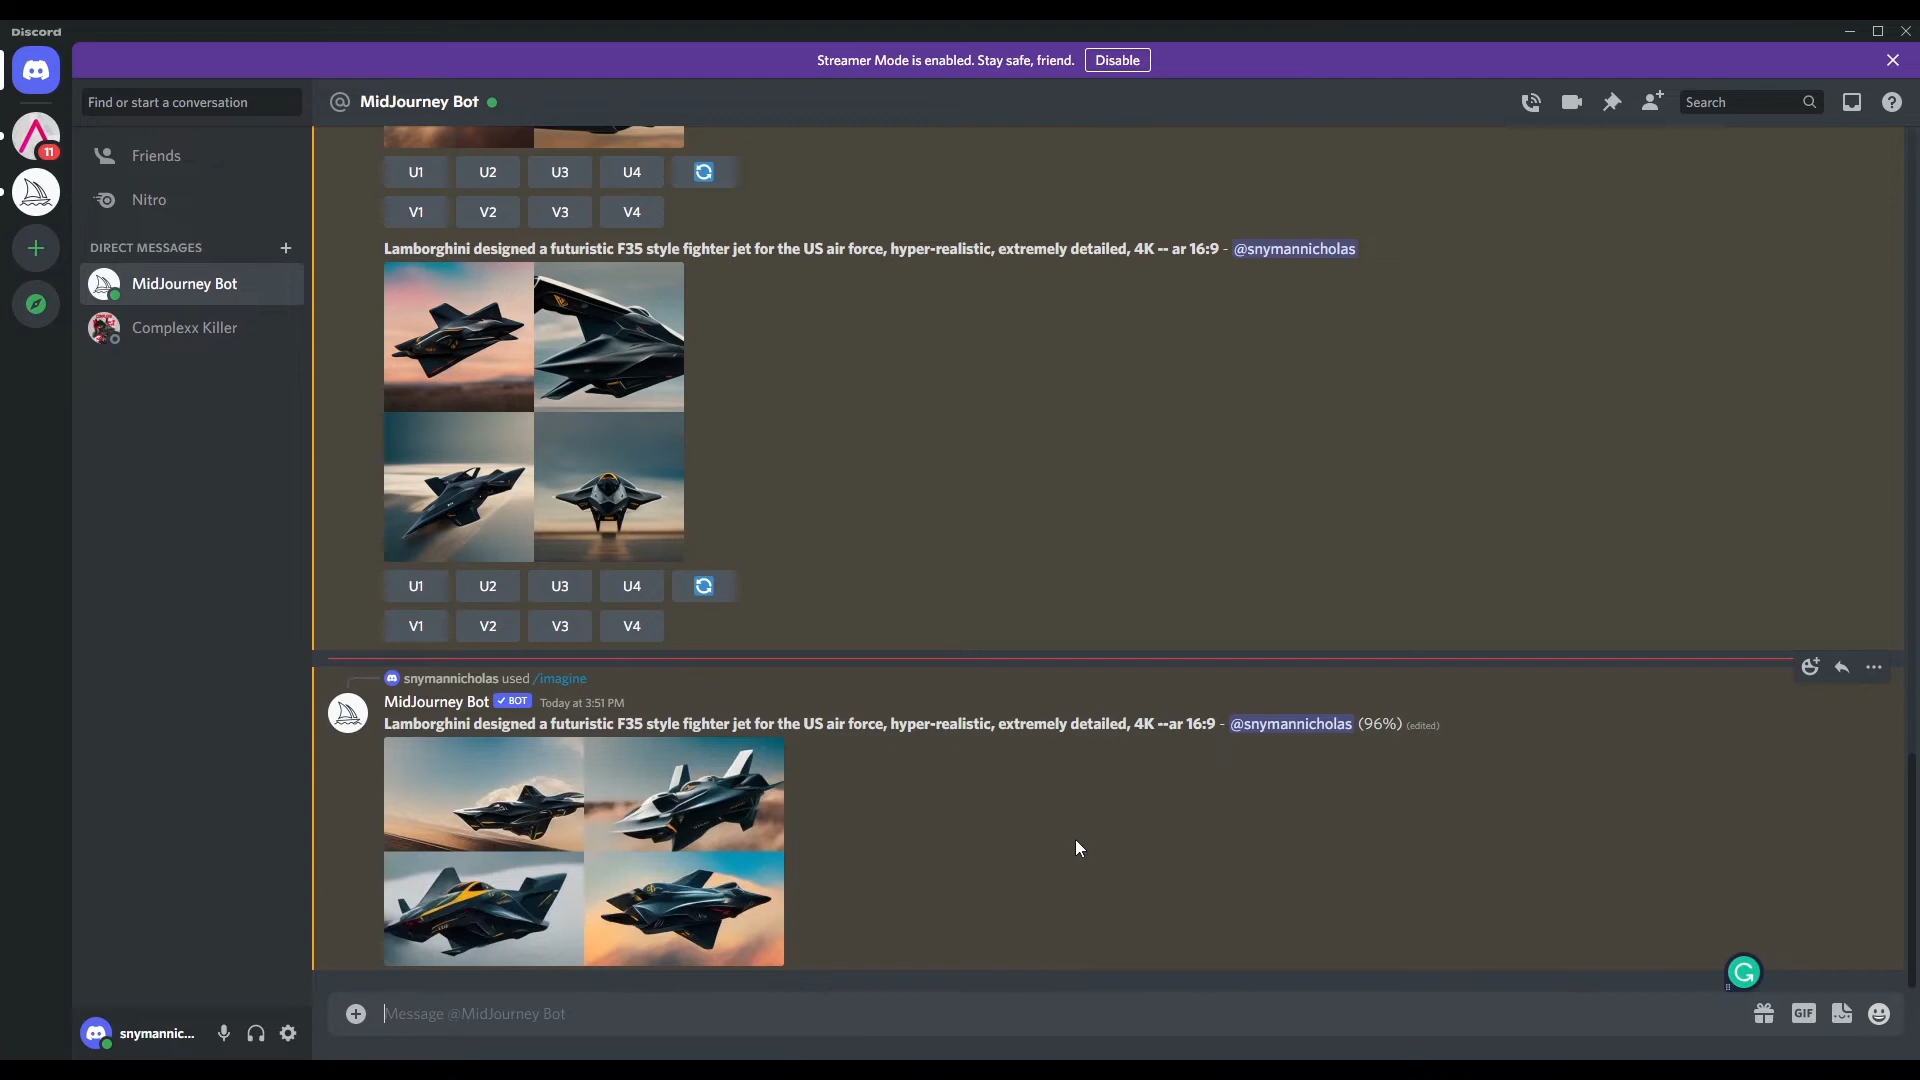 Discord
Streamer Mode is enabled. Stay safe, friend. Disable
Find or start a conversation
MidJourney Bot
Search
11
Friends
Nitro
DIRECT MESSAGES
MidJourney Bot
Complexx Killer
U1 U2 U3 U4
V1 V2 V3 V4
Lamborghini designed a futuristic F35 style fighter jet for the US air force, hyper-realistic, extremely detailed, 4K -- ar 16:9 - @snymannicholas
U1 U2 U3 U4
V1 V2 V3 V4
snymannicholas used /imagine
MidJourney Bot ✓ BOT Today at 3:51 PM
Lamborghini designed a futuristic F35 style fighter jet for the US air force, hyper-realistic, extremely detailed, 4K --ar 16:9 - @snymannicholas (96%) (edited)
Message @MidJourney Bot
GIF
snymannic...